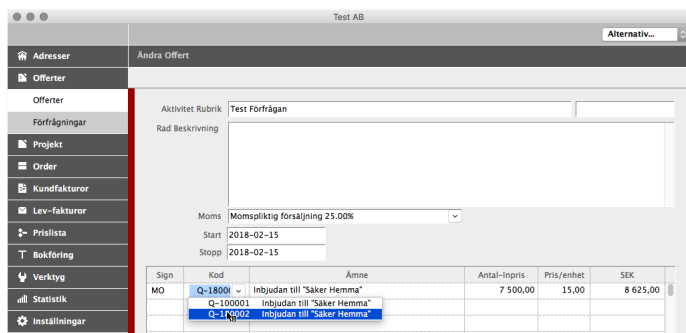 Test AB
Alternativ...
Adresser
Ändra Offert
Offerter
Offerter
Förfrågningar
Projekt
Order
Kundfakturor
Lev-fakturor
Prislista
Bokföring
Verktyg
Statistik
Inställningar
Aktivitet Rubrik Test Förfrågan
Rad Beskrivning
Moms Momspliktig försäljning 25.00%
Start 2018-02-15
Stopp 2018-02-15
Sign Kod Ämne Antal-Inpris Pris/enhet SEK
MO Q-1800 Inbjudan till "Säker Hemma" 7 500,00 15,00 8 625,00
Q-100001 Inbjudan till "Säker Hemma"
Q-100002 Inbjudan till "Säker Hemma"